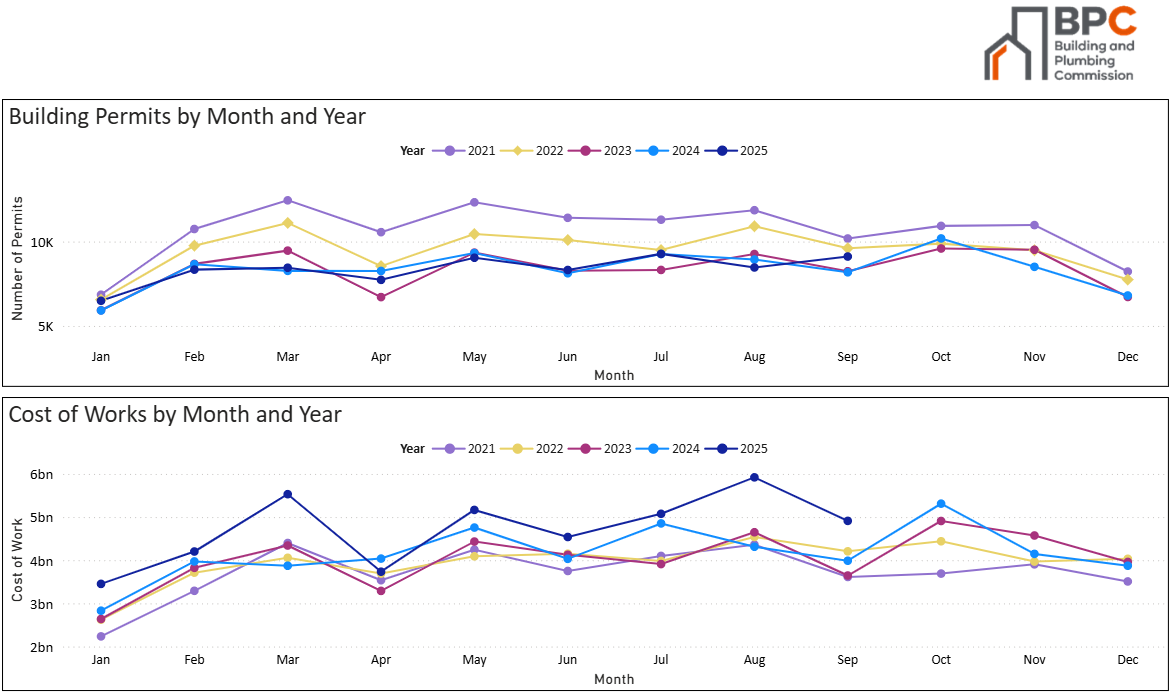 BPC
Building and
Plumbing
Commission
Building Permits by Month and Year
Year 2021 2022 2023 2024 2025
Number of Permits
10K
5K
Jan Feb Mar Apr May Jun Jul Aug Sep Oct Nov Dec
Month
Cost of Works by Month and Year
Year 2021 2022 2023 2024 2025
Cost of Work
6bn
5bn
4bn
3bn
2bn
Jan Feb Mar Apr May Jun Jul Aug Sep Oct Nov Dec
Month